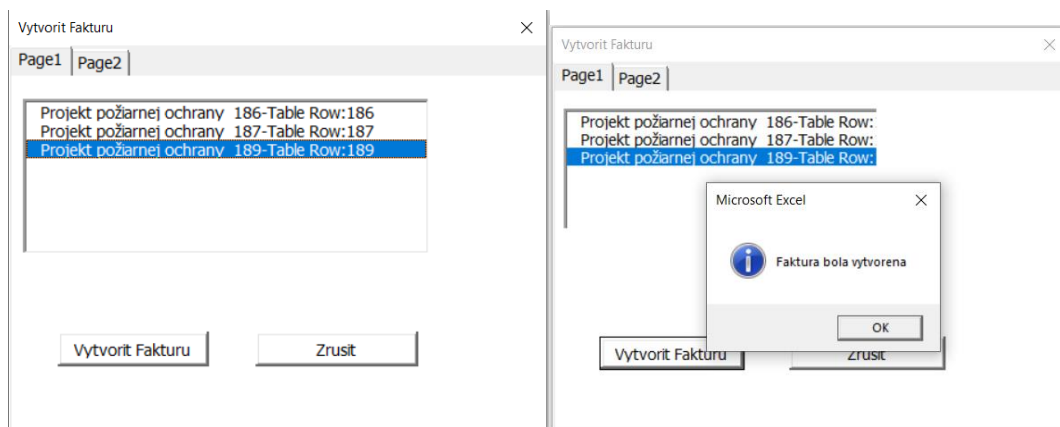 Vytvorit Fakturu
Page1 Page2
Projekt požiarnej ochrany 186-Table Row:186
Projekt požiarnej ochrany 187-Table Row:187
Projekt požiarnej ochrany 189-Table Row:189
Vytvorit Fakturu Zrusit
Vytvorit Fakturu
Page1 Page2
Projekt požiarnej ochrany 186-Table Row:
Projekt požiarnej ochrany 187-Table Row:
Projekt požiarnej ochrany 189-Table Row:
Microsoft Excel
Faktura bola vytvorena
OK
Vytvorit Fakturu Zrusit